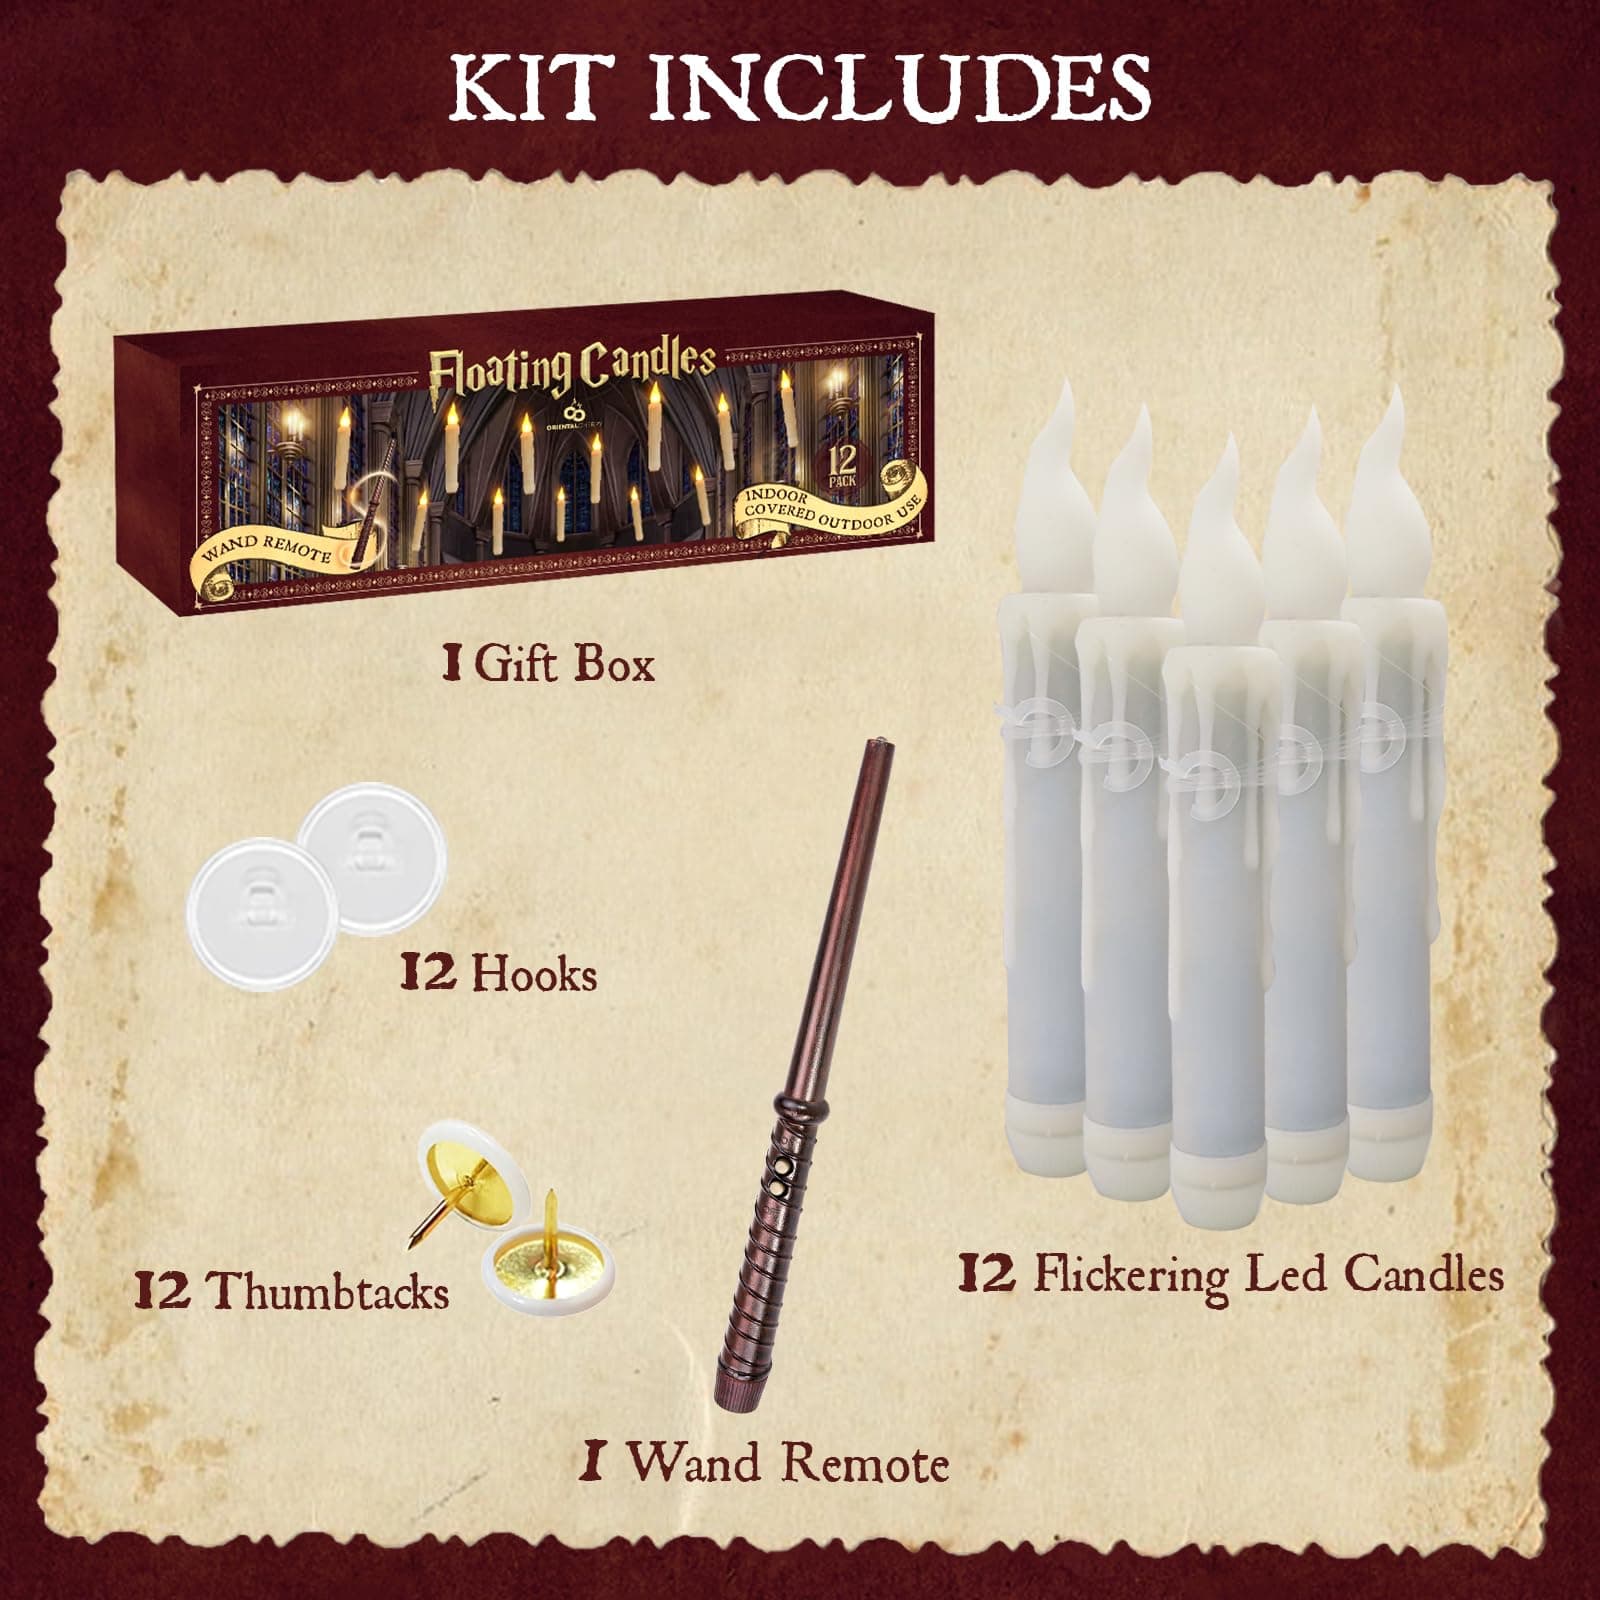 KIT INCLUDES
Floating Candles
ORIENTALCHERRY
12
PACK
INDOOR
COVERED OUTDOOR USE
WAND REMOTE
1 Gift Box
12 Hooks
12 Thumbtacks
12 Flickering Led Candles
1 Wand Remote